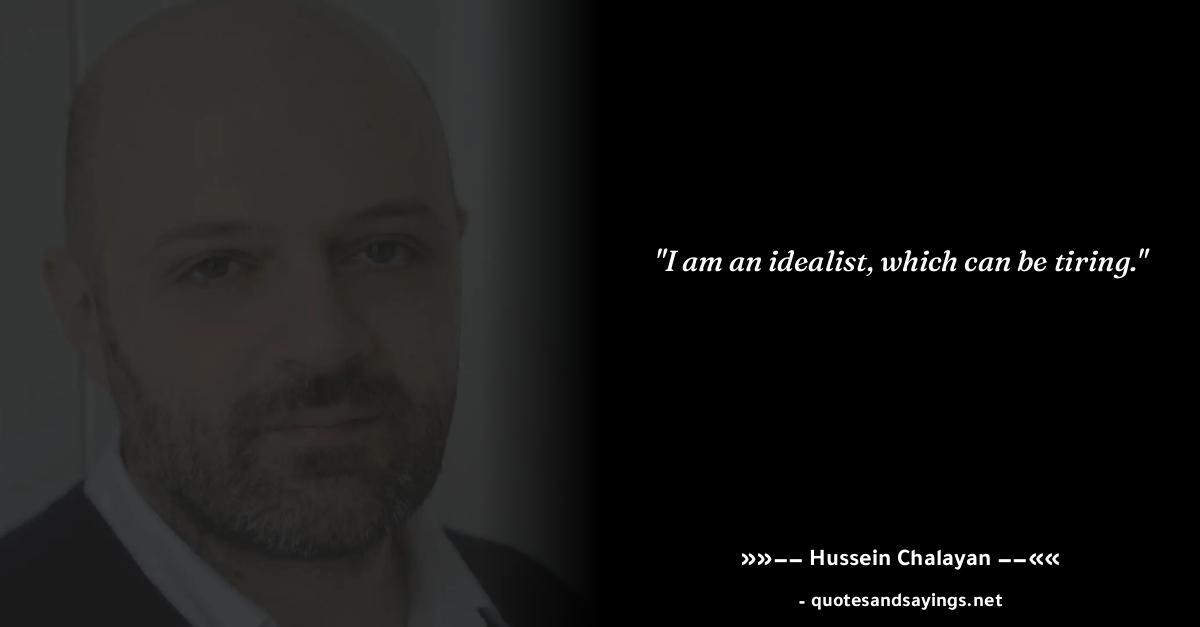 "I am an idealist, which can be tiring."
»»−− Hussein Chalayan −−««
- quotesandsayings.net